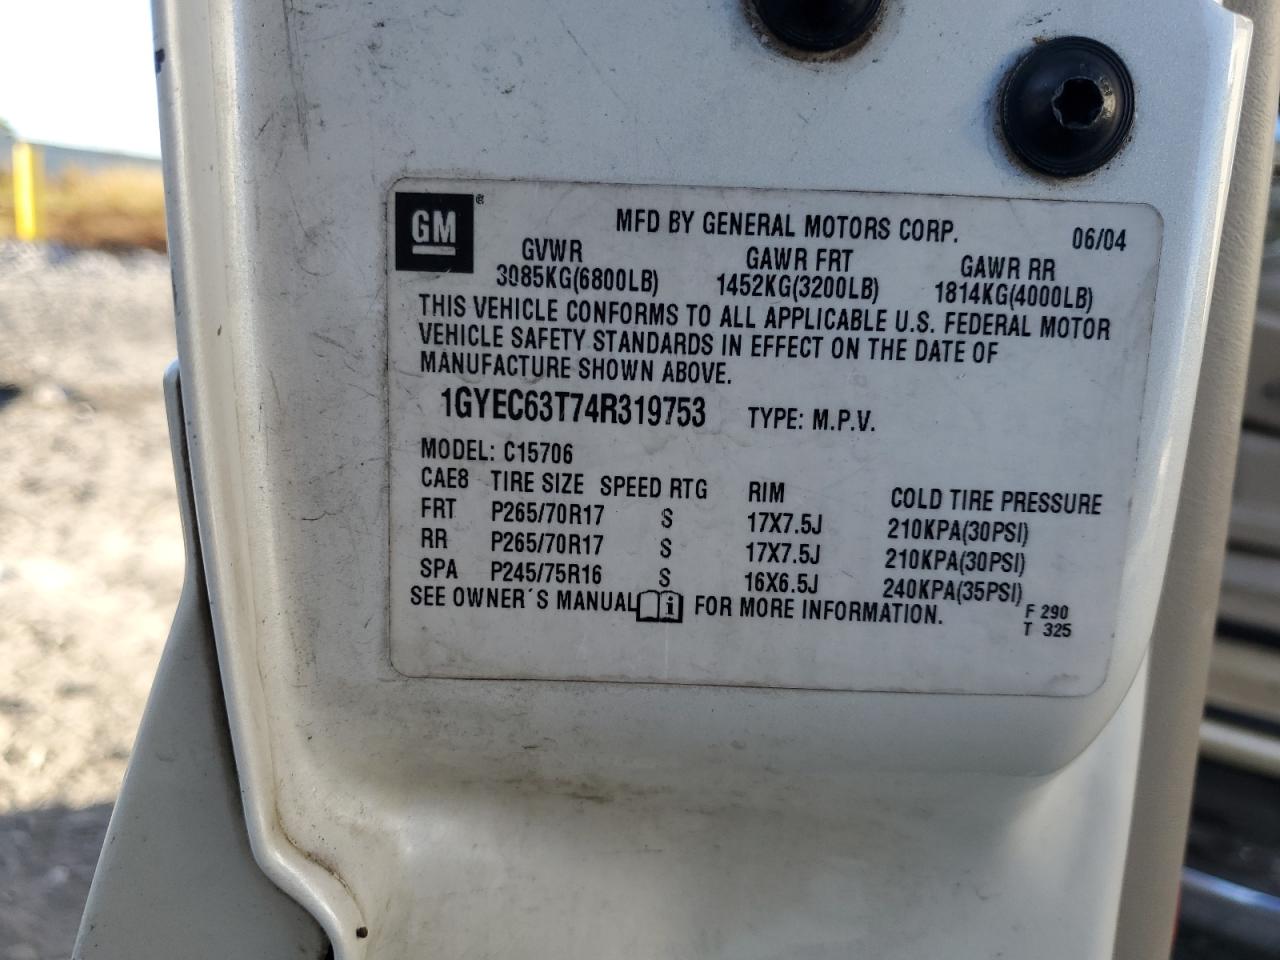 GM ®
MFD BY GENERAL MOTORS CORP. 06/04
GVWR GAWR FRT GAWR RR
3085KG(6800LB) 1452KG(3200LB) 1814KG(4000LB)
THIS VEHICLE CONFORMS TO ALL APPLICABLE U.S. FEDERAL MOTOR
VEHICLE SAFETY STANDARDS IN EFFECT ON THE DATE OF
MANUFACTURE SHOWN ABOVE.
1GYEC63T74R319753 TYPE: M.P.V.
MODEL: C15706
CAE8 TIRE SIZE SPEED RTG RIM COLD TIRE PRESSURE
FRT P265/70R17 S 17X7.5J 210KPA(30PSI)
RR P265/70R17 S 17X7.5J 210KPA(30PSI)
SPA P245/75R16 S 16X6.5J 240KPA(35PSI)
SEE OWNER´S MANUAL i FOR MORE INFORMATION.
F 290
T 325